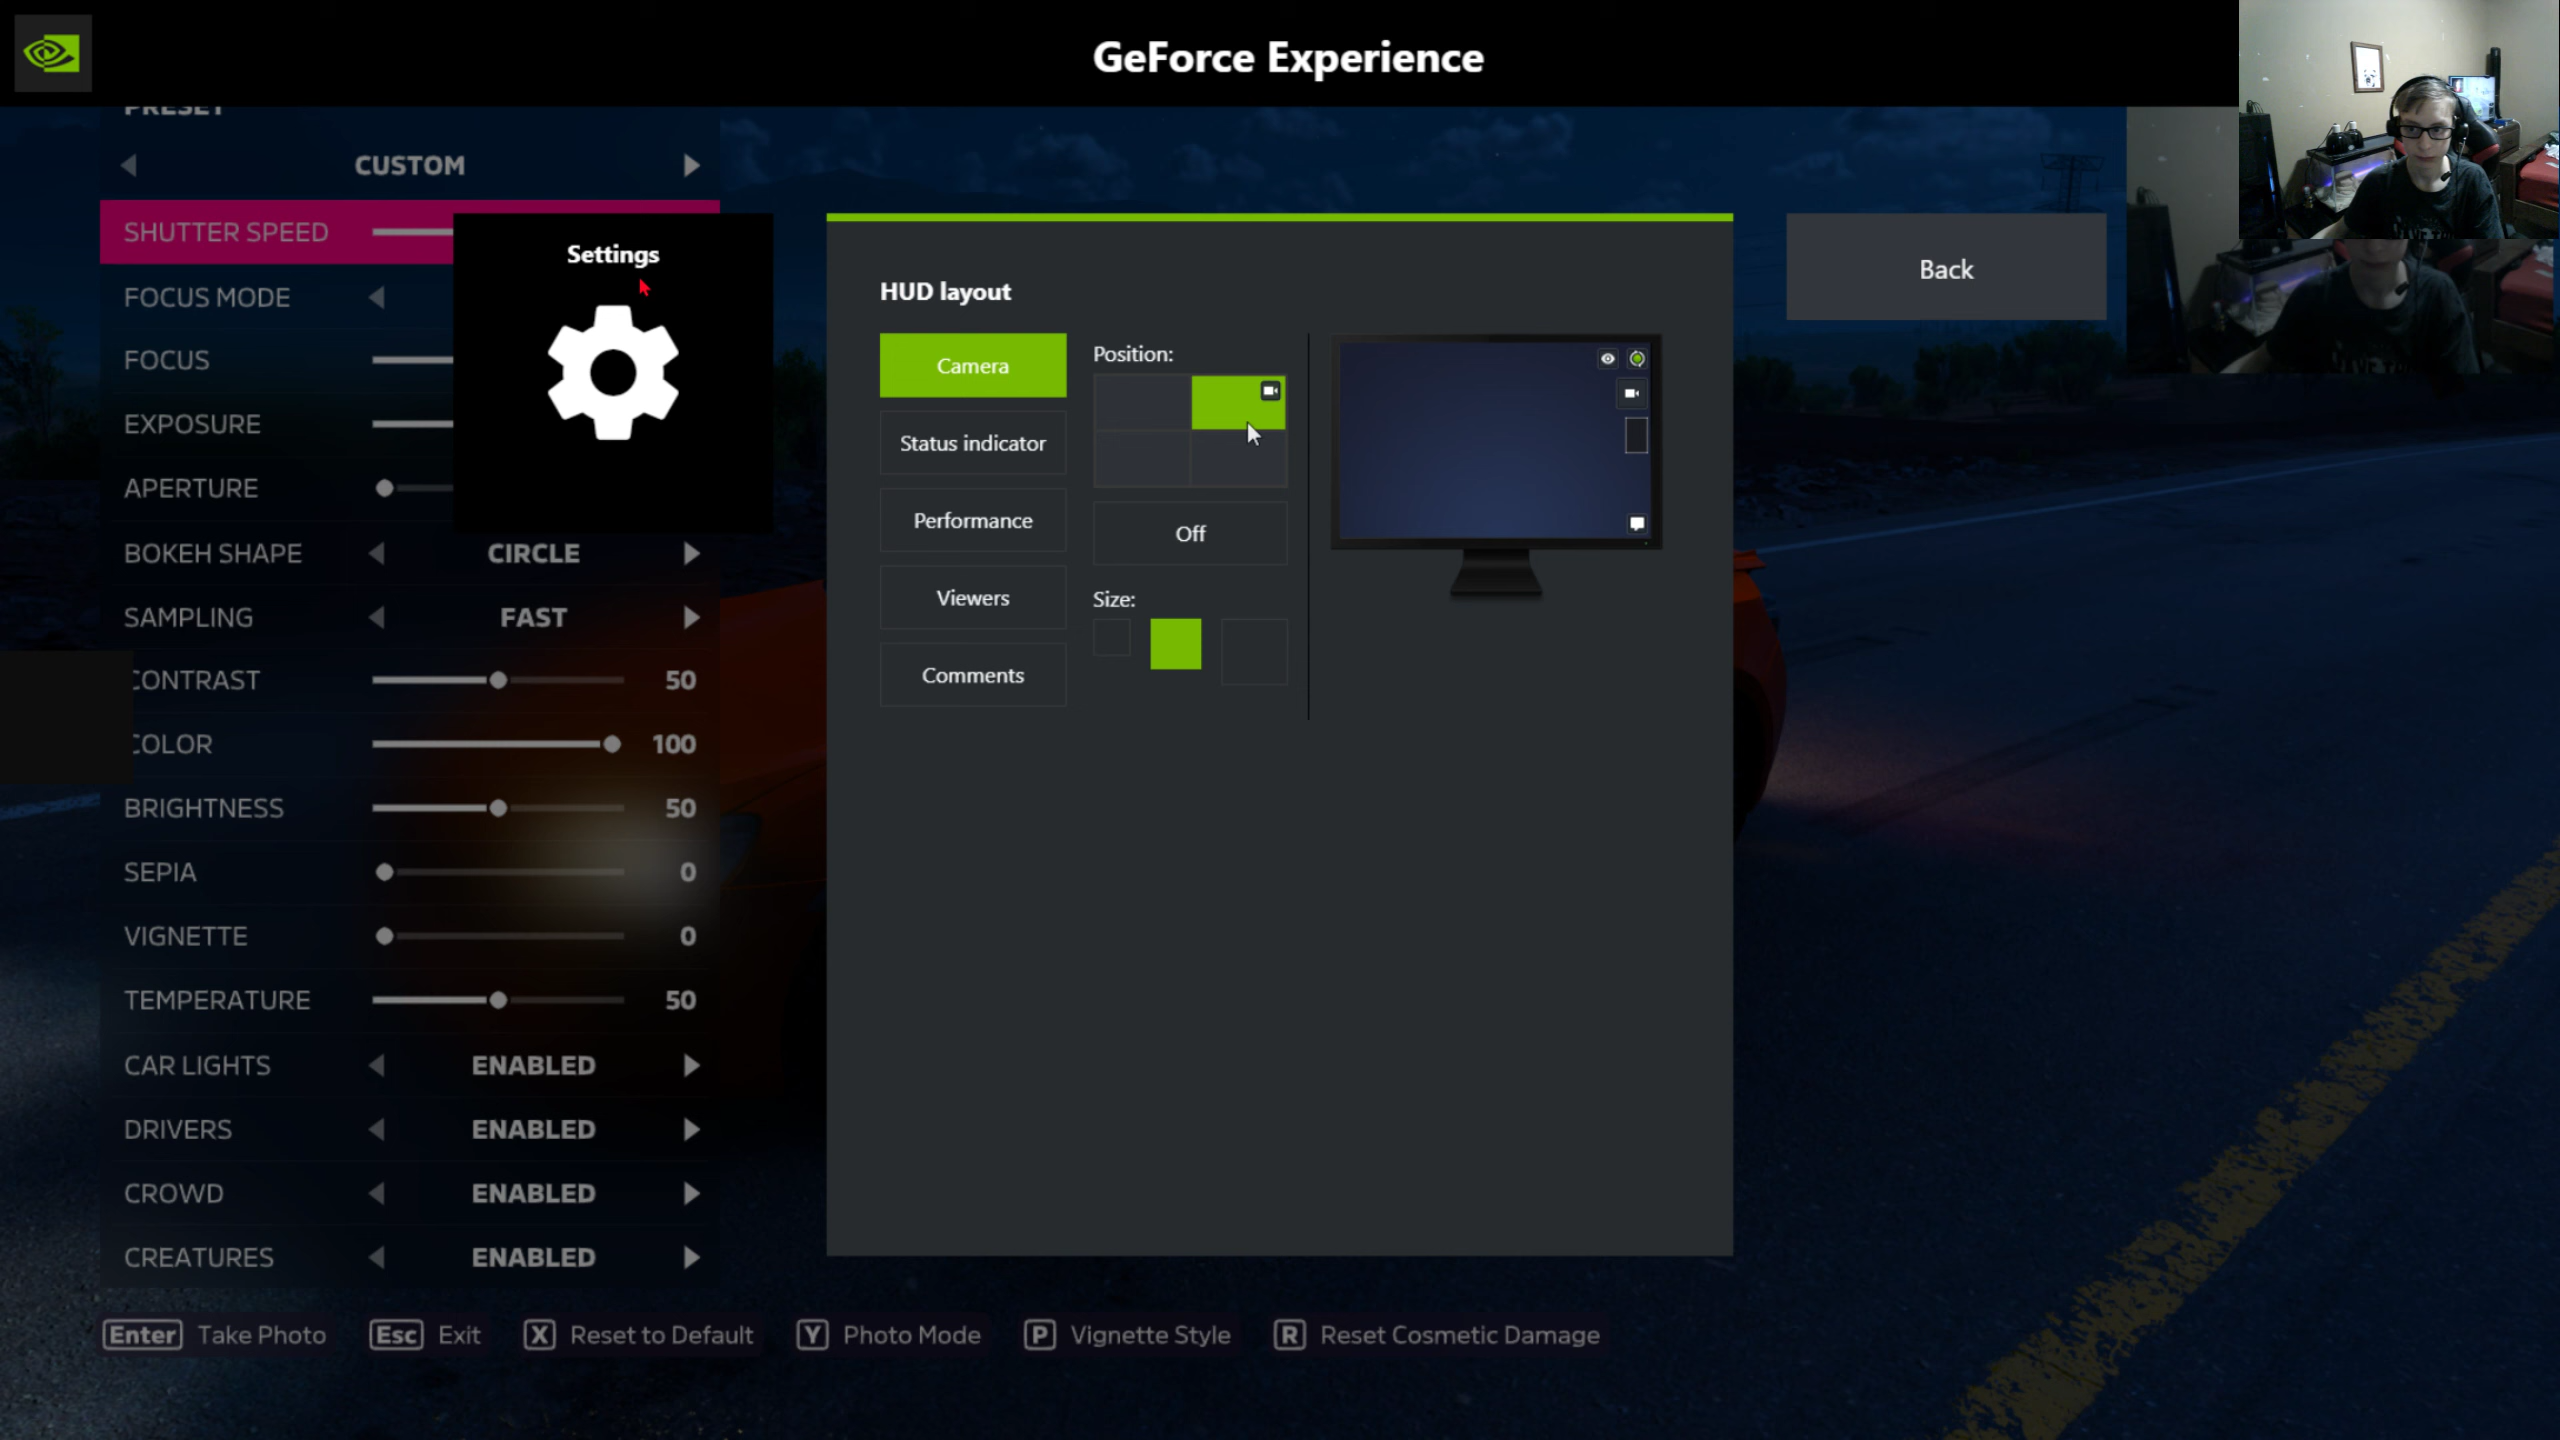 GeForce Experience
PRESET
CUSTOM
SHUTTER SPEED
FOCUS MODE
FOCUS
EXPOSURE
APERTURE
BOKEH SHAPE CIRCLE
SAMPLING FAST
CONTRAST 50
COLOR 100
BRIGHTNESS 50
SEPIA 0
VIGNETTE 0
TEMPERATURE 50
CAR LIGHTS ENABLED
DRIVERS ENABLED
CROWD ENABLED
CREATURES ENABLED
Settings
HUD layout
Camera
Status indicator
Performance
Viewers
Comments
Position:
Off
Size:
Back
Enter Take Photo Esc Exit X Reset to Default Y Photo Mode P Vignette Style R Reset Cosmetic Damage